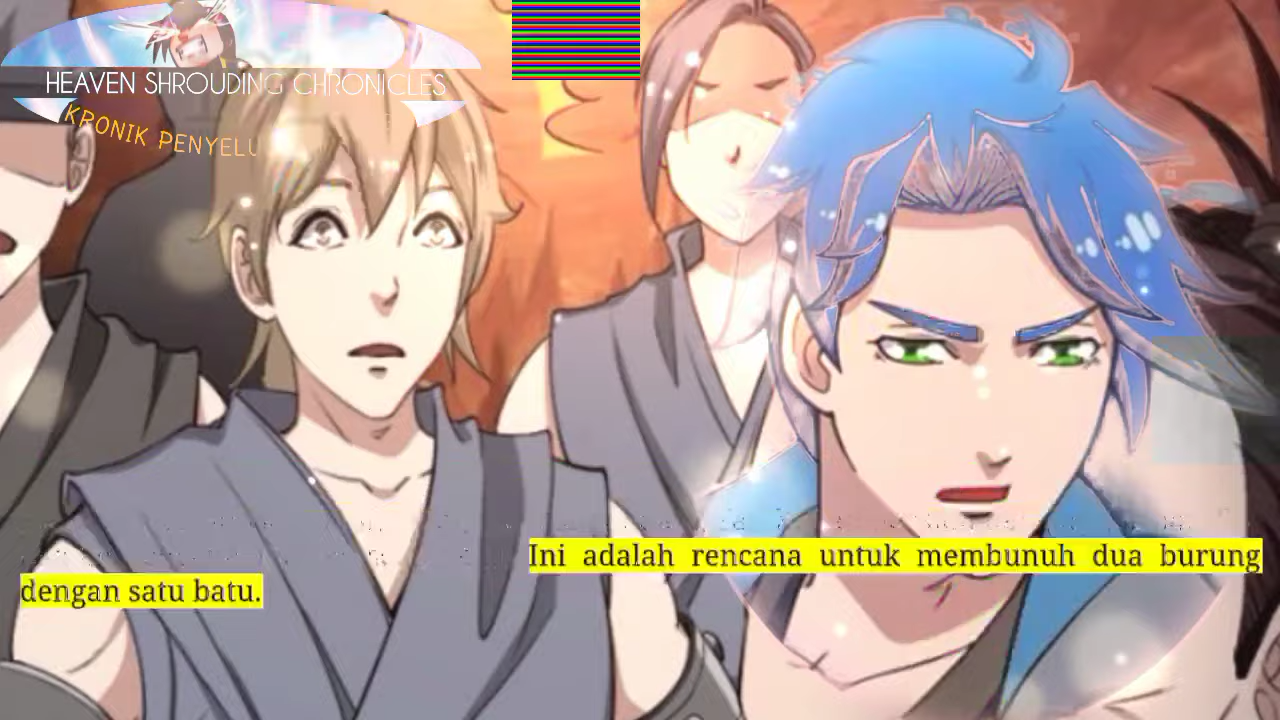 HEAVEN SHROUDING CHRONICLES
KRONIK PENYELU
Ini adalah rencana untuk membunuh dua burung
dengan satu batu.